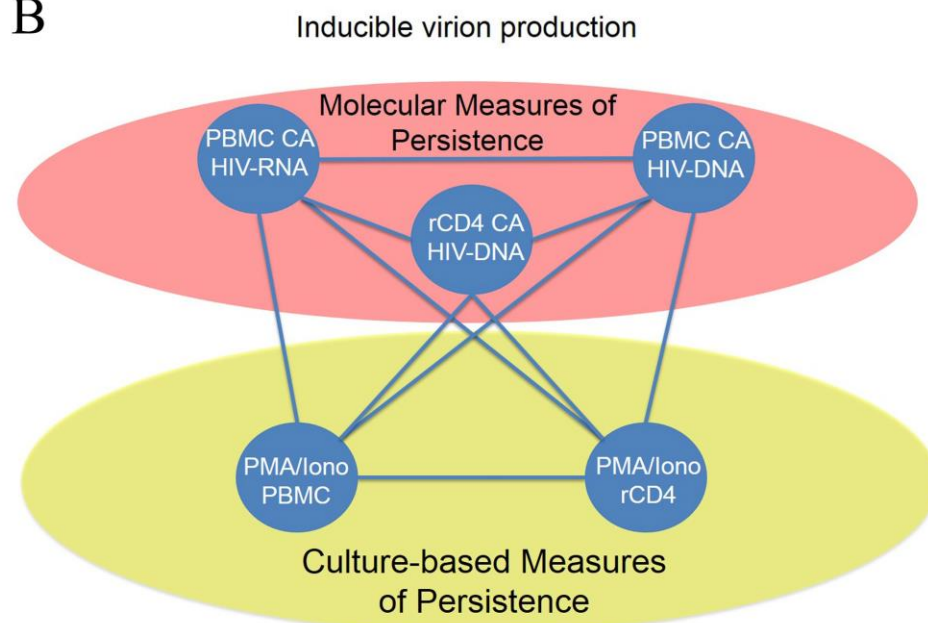 B
Inducible virion production
Molecular Measures of
Persistence
PBMC CA
HIV-RNA
PBMC CA
HIV-DNA
rCD4 CA
HIV-DNA
PMA/Iono
PBMC
PMA/Iono
rCD4
Culture-based Measures
of Persistence